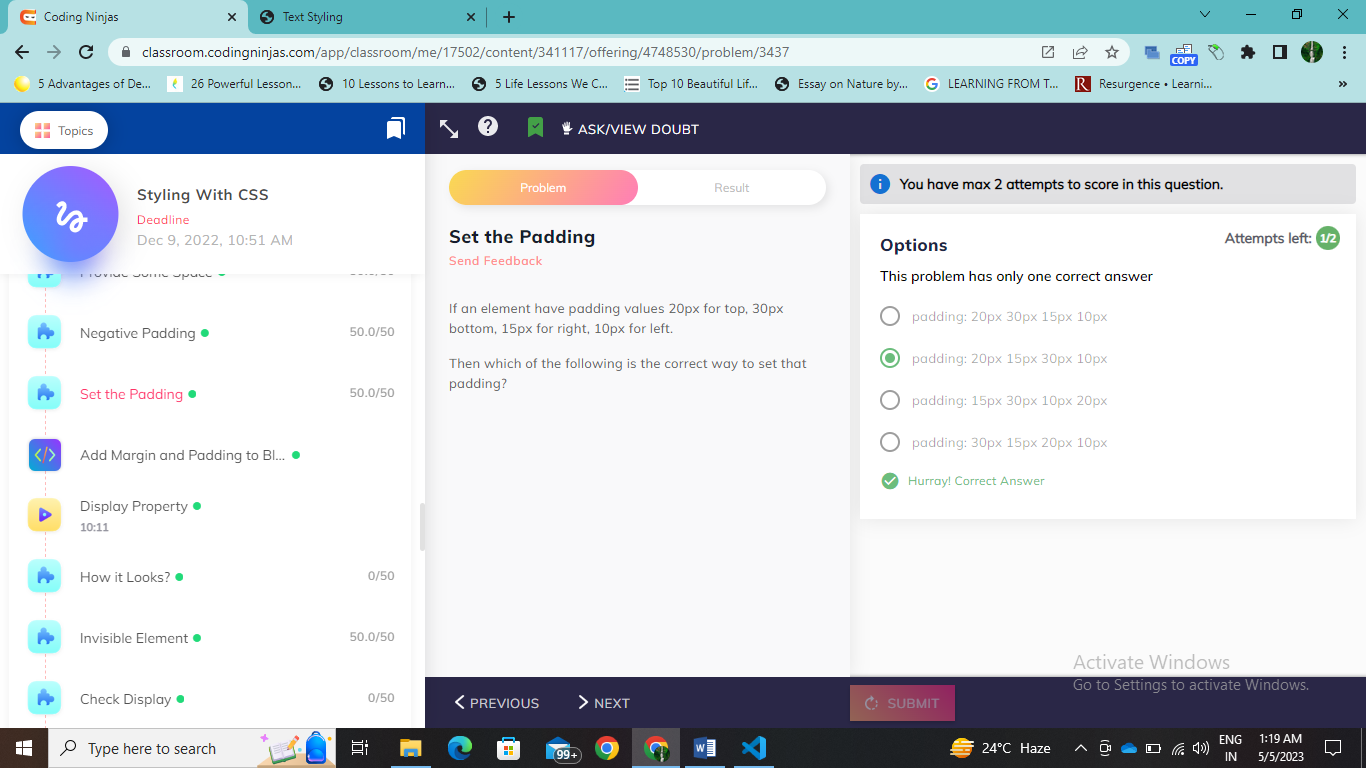 Coding Ninjas
Text Styling
classroom.codingninjas.com/app/classroom/me/17502/content/341117/offering/4748530/problem/3437
COPY
5 Advantages of De...
26 Powerful Lesson...
10 Lessons to Learn...
5 Life Lessons We C...
Top 10 Beautiful Lif...
Essay on Nature by...
LEARNING FROM T...
Resurgence • Learni...
»
Topics
ASK/VIEW DOUBT
Styling With CSS
Deadline
Dec 9, 2022, 10:51 AM
Provide Some Space
Negative Padding
50.0/50
Set the Padding
50.0/50
Add Margin and Padding to Bl...
Display Property
10:11
How it Looks?
0/50
Invisible Element
50.0/50
Check Display
0/50
Problem
Result
Set the Padding
Send Feedback
If an element have padding values 20px for top, 30px
bottom, 15px for right, 10px for left.
Then which of the following is the correct way to set that
padding?
You have max 2 attempts to score in this question.
Options
Attempts left: 1/2
This problem has only one correct answer
padding: 20px 30px 15px 10px
padding: 20px 15px 30px 10px
padding: 15px 30px 10px 20px
padding: 30px 15px 20px 10px
Hurray! Correct Answer
Activate Windows
Go to Settings to activate Windows.
PREVIOUS
NEXT
SUBMIT
Type here to search
99+
24°C Haze
ENG
IN
1:19 AM
5/5/2023